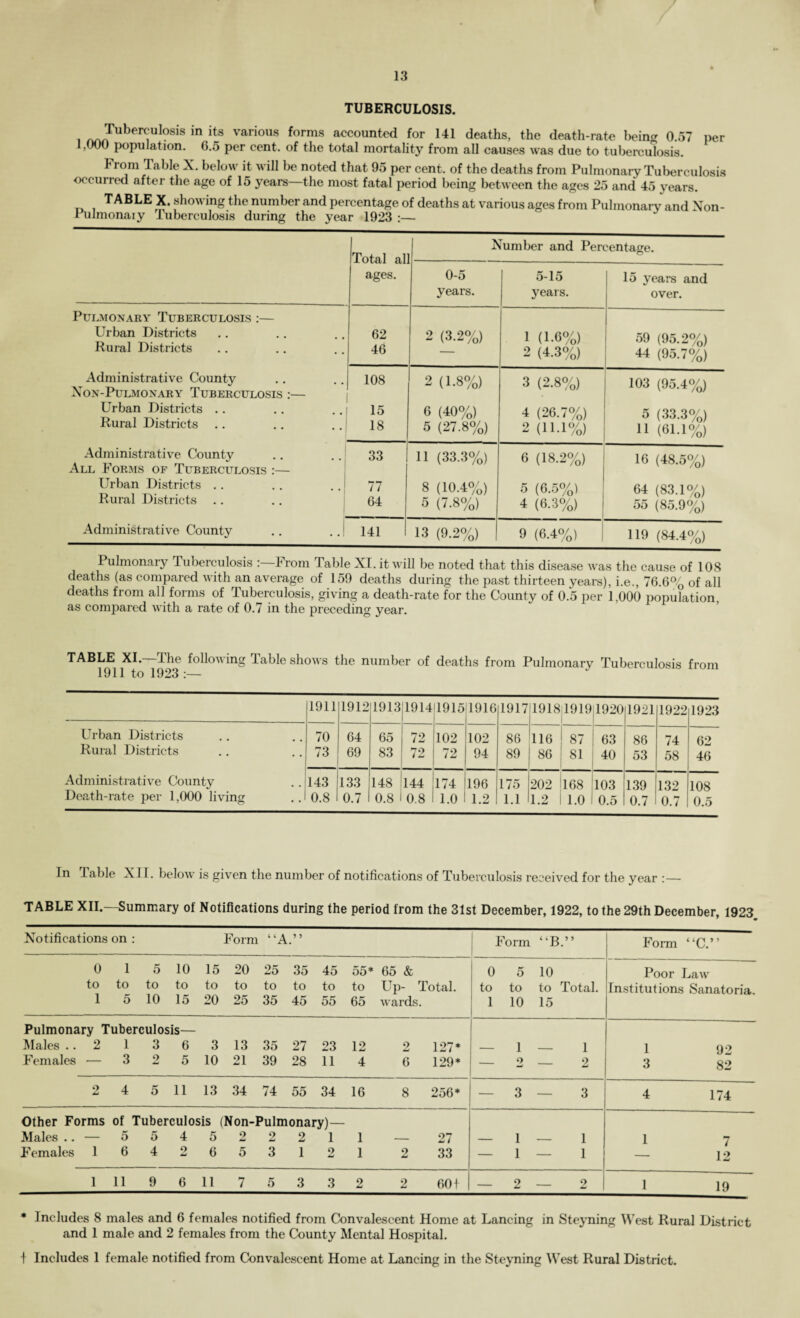 13
TUBERCULOSIS.
Tuberculosis in its various forms accounted for 141 deaths, the death-rate being 0.57 per
1,000 population. 6.5 per cent. of the total mortality from all causes was due to tuberculosis.
From Table X. below it will be noted that 95 per cent. of the deaths from Pulmonary Tuberculosis
occurred after the age of 15 years—the most fatal period being between the ages 25 and 45 years.
TABLE X. showing the number and percentage of deaths at various ages from Pulmonary and Non-
Pulmonary Tuberculosis during the year 1923 :—
Total all Number and Percentage.
ages. 0-5 5-15 15 years and
years. years. over.
PULMONARY TUBERCULOSIS :—
Urban Districts .. .. .. 62 2 (3.2%) 1 (1.6%) 59 (95.2%)
Rural Districts .. .. .. 46 — 2 (4.3%) 44 (95.7%)
Administrative County .. .. 108 2 (1.8%) 3 (2.8%) 103 (95.4%)
NON-PULMONARY TUBERCULOSIS :—
Urban Districts .. .. .. 15 6 (40%) 4 (26.7%) 5 (33.3%)
Rural Districts .. .. .. 18 5 (27.8%) 2 (11.1%) 11 (61.1%)
Administrative County .. .. 33 11 (33.3%) 6 (18.2%) 16 (48.5%)
ALL FORMS OF TUBERCULOSIS :—
Urban Districts .. .. .. 77 8 (10.4%) 5 (6.5%) 64 (83.1%)
Rural Districts .. .. 64 5 (7.8%) 4 (6.3%) 55 (85.9%)
Administrative County .. .. 141 13 (9.2%) 9 (6.4%) 119 (84.4%)
Pulmonary Tuberculosis :—From Table XI. it will be noted that this disease was the cause of 108
deaths (as compared with an average of 159 deaths during the past thirteen years), i.e., 76.6% of all
deaths from all forms of Tuberculosis, giving a death-rate for the County of 0.5 per 1,000 population,
as compared with a rate of 0.7 in the preceding year.
TABLE XI.—The following Table shows the number of deaths from Pulmonary Tuberculosis from
1911 to 1923 :—
1911 1912 1913 1914 1915 1916 1917 1918 1919 1920 1921 1922 1923
Urban Districts .. .. 70 64 65 72 102 102 86 116 87 63 86 74 62
Rural Districts .. .. 73 69 83 72 72 94 89 86 81 40 53 58 46
Administrative County .. 143 133 148 144 174 196 175 202 168 103 139 132 108
Death-rate per 1,000 living .. 0.8 0.7 0.8 0.8 1.0 1.2 1.1 1.2 1.0 0.5 0.7 0.7 0.5
In Table XII. below is given the number of notifications of Tuberculosis received for the year :—
TABLE XII.—Summary of Notifications during the period from the 31st December, 1922, to the 29th December, 1923.
Notifications on : Form "A." Form "B." Form "C."
0 1 5 10 15 20 25 35 45 55* 65 & 0 5 10 Poor Law
to to to to to to to to to to Up- Total. to to to Total. Institutions Sanatoria.
1 5 10 15 20 25 35 45 55 65 wards. 1 10 15
Pulmonary Tuberculosis—
Males .. 2 1 3 6 3 13 35 27 23 12 2 127* — 1 — 1 1 92
Females — 3 2 5 10 21 39 28 11 4 6 129* — 2 — 2 3 82
2 4 5 11 13 34 74 55 34 16 8 256* — 3 — 3 4 174
Other Forms of Tuberculosis (Non-Pulmonary)—
Males .. — 5 5 4 5 2 2 2 1 1 — 27 — 1 — 1 1 7
Females 1 6 4 2 6 5 3 1 2 1 2 33 — 1 — 1 — 12
1 11 9 6 11 7 5 3 3 2 2 60† — 2 — 2 1 19
* Includes 8 males and 6 females notified from Convalescent Home at Lancing in Steyning West Rural District
and 1 male and 2 females from the County Mental Hospital.
† Includes 1 female notified from Convalescent Home at Lancing in the Steyning West Rural District.